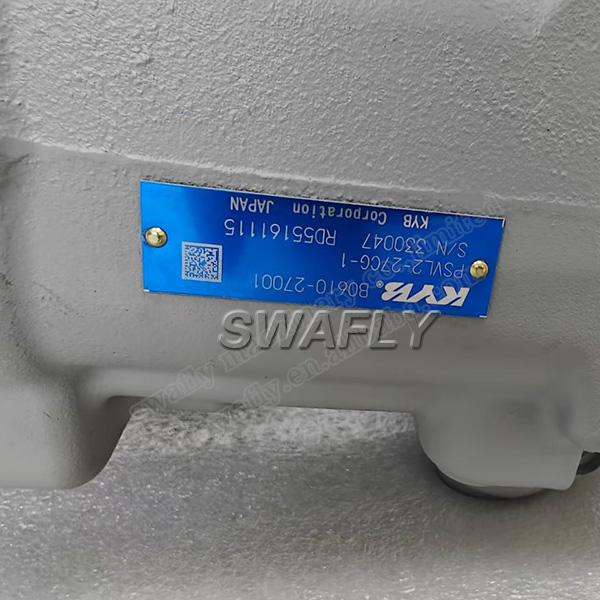 KYB® B0610-27001
PSVL2-27CG-1
S/N 330047 RD55161115
KYB Corporation JAPAN
SWAFLY